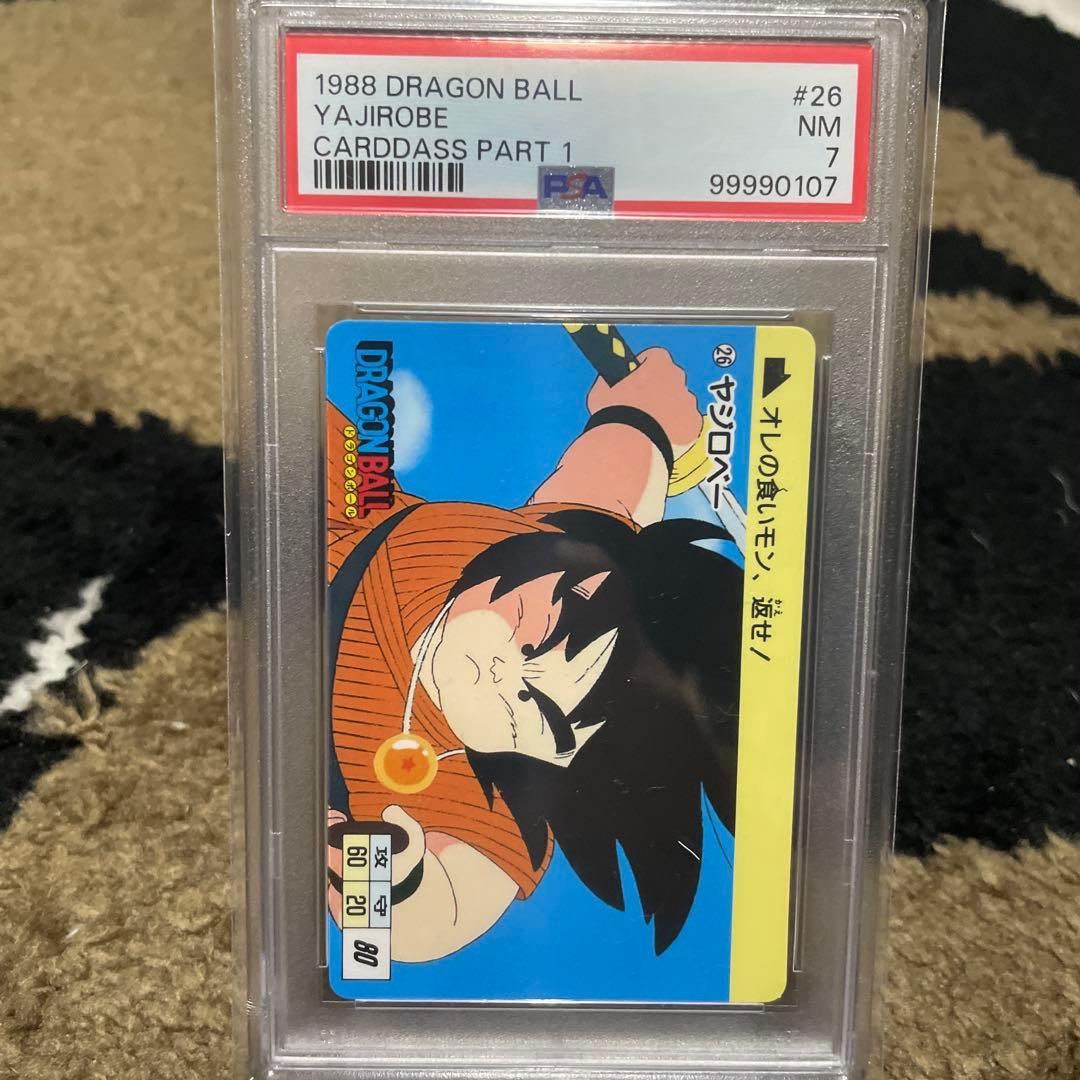 1988 DRAGON BALL
YAJIROBE
CARDDASS PART 1
#26
NM
7
99990107
PSA
オレの食いモン、返せ!
かえ
26 ヤジロベー
DRAGON BALL
ドラゴンボール
攻 守
60 20 80